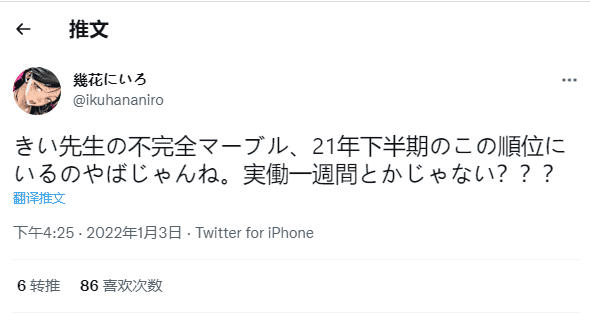 ← 推文
幾花にいろ
@ikuhananiro
きい先生の不完全マーブル、21年下半期のこの順位に
いるのやばじゃんね。実働一週間とかじゃない？？？
翻译推文
下午4:25 · 2022年1月3日 · Twitter for iPhone
6 转推 86 喜欢次数